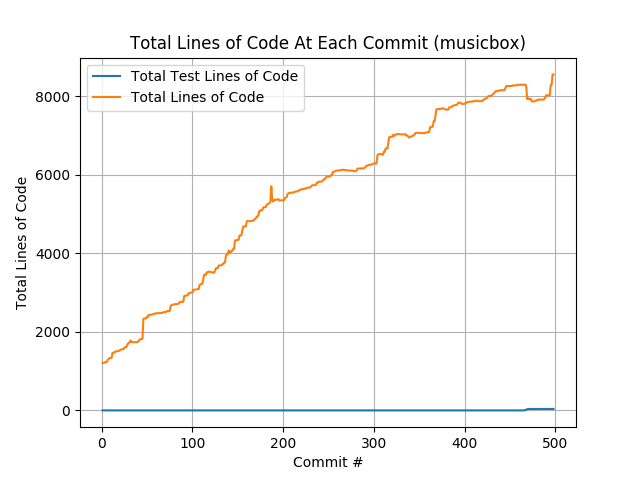 Total Lines of Code At Each Commit (musicbox)
Total Test Lines of Code
Total Lines of Code
Total Lines of Code
8000
6000
4000
2000
0
0 100 200 300 400 500
Commit #